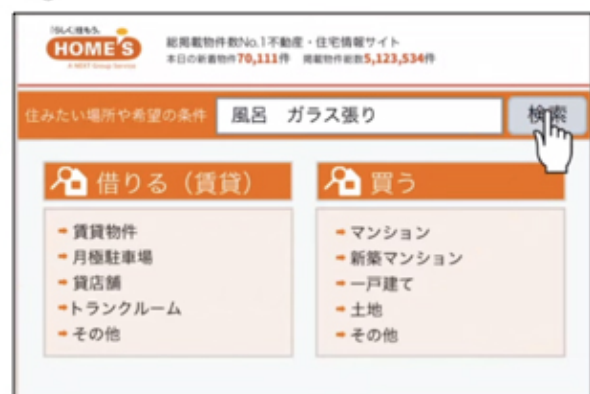 「らしく」住もう。
HOME'S
A NEXT Group Service
総掲載物件数No.1不動産・住宅情報サイト
本日の新着物件70,111件 掲載物件総数5,123,534件
住みたい場所や希望の条件 風呂 ガラス張り 検索
借りる（賃貸） 買う
賃貸物件
月極駐車場
貸店舗
トランクルーム
その他
マンション
新築マンション
一戸建て
土地
その他